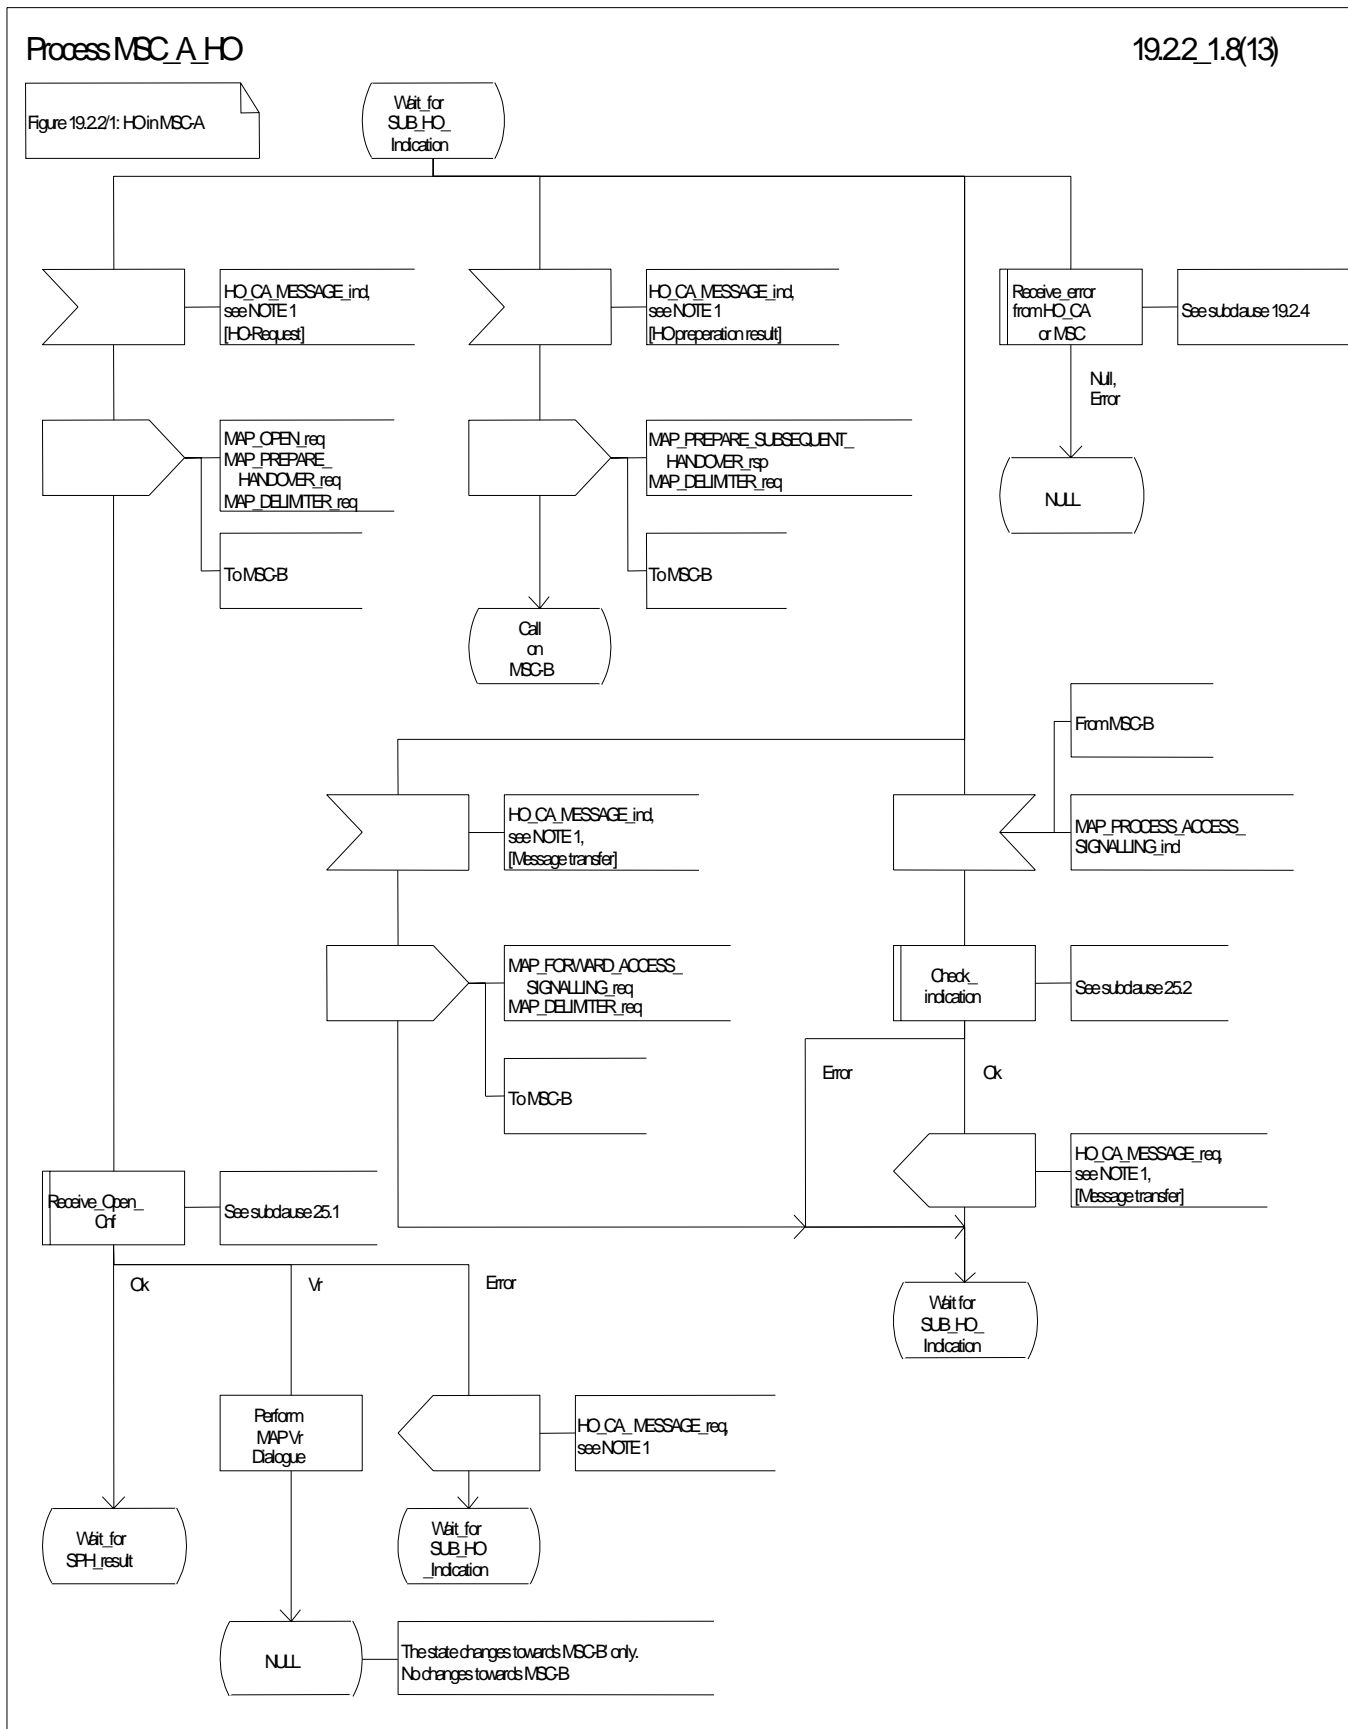 Process MSC_A_HO
19.2.2_1.8(13)
Figure 19.2.2/1: HO in MSC-A
Wait_for
SUB_HO_
Indication
HO_CA_MESSAGE_ind,
see NOTE 1
[HO-Request]
HO_CA_MESSAGE_ind,
see NOTE 1
[HO preperation result]
Receive_error
from HO_CA
or MSC
See subclause 19.2.4
Null,
Error
MAP_OPEN_req
MAP_PREPARE_
HANDOVER_req
MAP_DELIMITER_req
MAP_PREPARE_SUBSEQUENT_
HANDOVER_rsp
MAP_DELIMITER_req
NULL
To MSC-B'
To MSC-B
Call
on
MSC-B
From MSC-B
HO_CA_MESSAGE_ind,
see NOTE 1,
[Message transfer]
MAP_PROCESS_ACCESS_
SIGNALLING_ind
MAP_FORWARD_ACCESS_
SIGNALLING_req
MAP_DELIMITER_req
Check_
indication
See subclause 25.2
Error
Ok
To MSC-B
HO_CA_MESSAGE_req,
see NOTE 1,
[Message transfer]
Receive_Open_
Cnf
See subclause 25.1
Ok
Vr
Error
Wait for
SUB_HO_
Indication
Perform
MAP Vr
Dialogue
HO_CA_ MESSAGE_req,
see NOTE 1
Wait_for
SPH_result
Wait_for
SUB_HO
_Indication
NULL
The state changes towards MSC-B' only.
No changes towards MSC-B